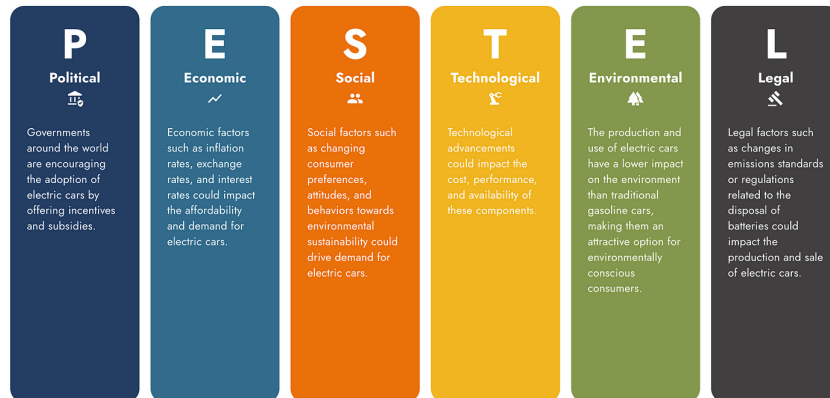 P
Political
Governments
around the world
are encouraging
the adoption of
electric cars by
offering incentives
and subsidies.
E
Economic
Economic factors
such as inflation
rates, exchange
rates, and interest
rates could impact
the affordability
and demand for
electric cars.
S
Social
Social factors such
as changing
consumer
preferences,
attitudes, and
behaviors towards
environmental
sustainability could
drive demand for
electric cars.
T
Technological
Technological
advancements
could impact the
cost, performance,
and availability of
these components.
E
Environmental
The production and
use of electric cars
have a lower impact
on the environment
than traditional
gasoline cars,
making them an
attractive option for
environmentally
conscious
consumers.
L
Legal
Legal factors such
as changes in
emissions standards
or regulations
related to the
disposal of
batteries could
impact the
production and sale
of electric cars.